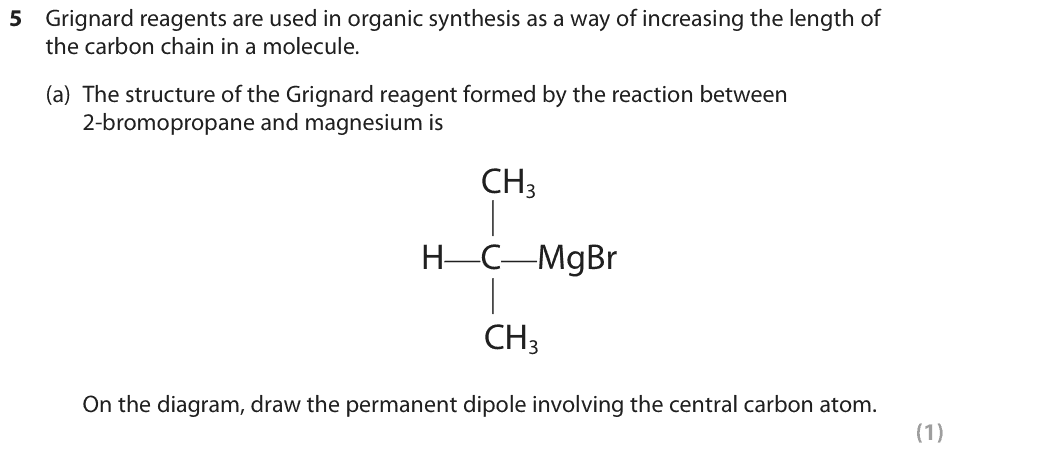 5 Grignard reagents are used in organic synthesis as a way of increasing the length of
the carbon chain in a molecule.
(a) The structure of the Grignard reagent formed by the reaction between
2-bromopropane and magnesium is
CH₃
H—C—MgBr
CH₃
On the diagram, draw the permanent dipole involving the central carbon atom.
(1)